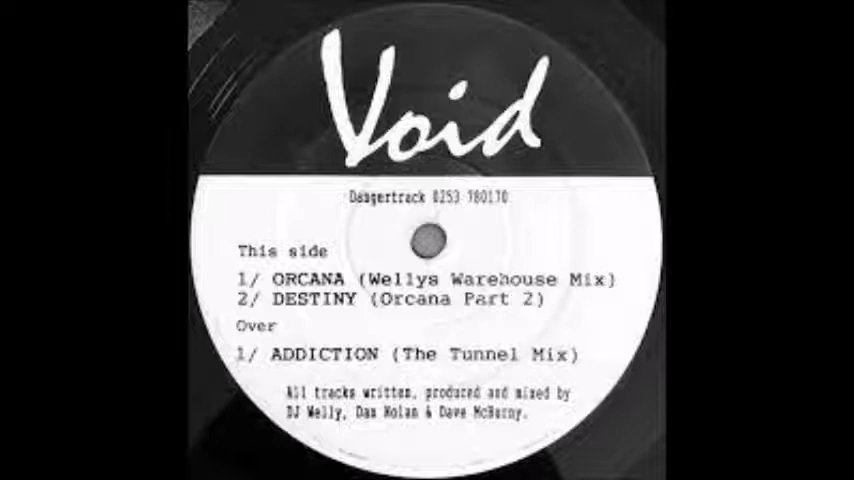 Void
Dangertrack 0253 780170
This side
1/ ORCANA (Wellys Warehouse Mix)
2/ DESTINY (Orcana Part 2)
Over
1/ ADDICTION (The Tunnel Mix)
All tracks written, produced and mixed by
DJ Welly, Dan Nolan & Dave McBurny.